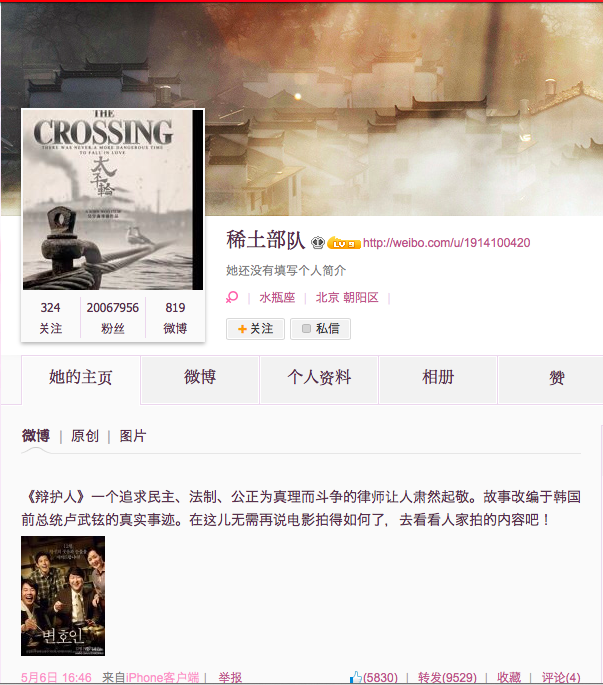 THE
CROSSING
THERE WAS NEVER A MORE DANGEROUS TIME
TO FALL IN LOVE
太平輪
稀土部队 LV 9 http://weibo.com/u/1914100420
她还没有填写个人简介
水瓶座 | 北京 朝阳区 |
324 20067956 819
关注 粉丝 微博
+关注 私信
她的主页 微博 个人资料 相册 赞
微博 | 原创 | 图片
《辩护人》一个追求民主、法制、公正为真理而斗争的律师让人肃然起敬。故事改编于韩国
前总统卢武铉的真实事迹。在这儿无需再说电影拍得如何了，去看看人家拍的内容吧！
변호인
5月6日 16:46 来自iPhone客户端 | 举报 (5830) | 转发(9529) | 收藏 | 评论(4)